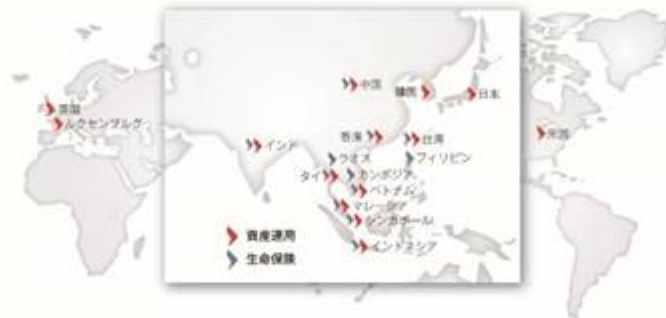 中国
韓国
日本
英国
ルクセンブルグ
米国
香港
台湾
インド
ラオス
フィリピン
タイ
カンボジア
ベトナム
マレーシア
シンガポール
インドネシア
資産運用
生命保険